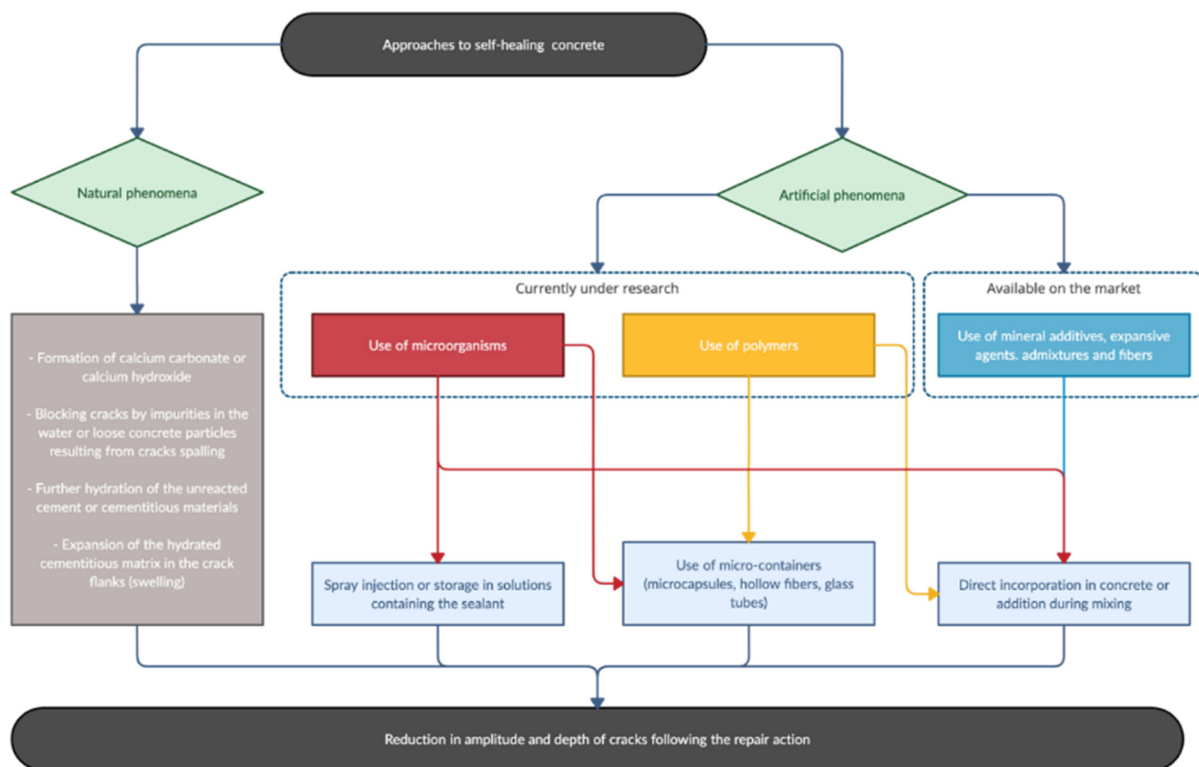 Approaches to self-healing concrete
Natural phenomena
Artificial phenomena
Currently under research
Available on the market
Use of microorganisms
Use of polymers
Use of mineral additives, expansive
agents. admixtures and fibers
- Formation of calcium carbonate or
calcium hydroxide
- Blocking cracks by impurities in the
water or loose concrete particles
resulting from cracks spalling
- Further hydration of the unreacted
cement or cementitious materials
- Expansion of the hydrated
cementitious matrix in the crack
flanks (swelling)
Spray injection or storage in solutions
containing the sealant
Use of micro-containers
(microcapsules, hollow fibers, glass
tubes)
Direct incorporation in concrete or
addition during mixing
Reduction in amplitude and depth of cracks following the repair action